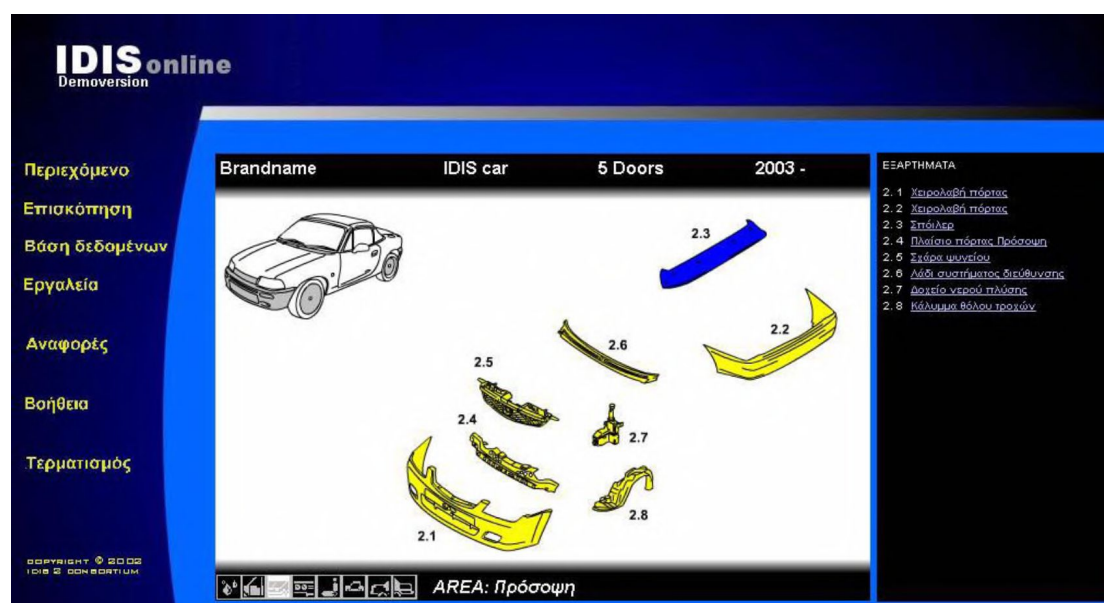 IDIS online
Demoversion
Περιεχόμενο
Επισκόπηση
Βάση δεδομένων
Εργαλεία
Αναφορές
Βοήθεια
Τερματισμός
COPYRIGHT © 2002
IDIS 2 CONSORTIUM
Brandname IDIS car 5 Doors 2003 -
2.3
2.2
2.6
2.5
2.4
2.7
2.8
2.1
AREA: Πρόσοψη
ΕΞΑΡΤΗΜΑΤΑ
2.1 Χειρολαβή πόρτας
2.2 Χειρολαβή πόρτας
2.3 Σπόιλερ
2.4 Πλαίσιο πόρτας Πρόσοψη
2.5 Σχάρα ψυγείου
2.6 Λάδι συστήματος διεύθυνσης
2.7 Δοχείο νερού πλύσης
2.8 Κάλυμμα θόλου τροχών